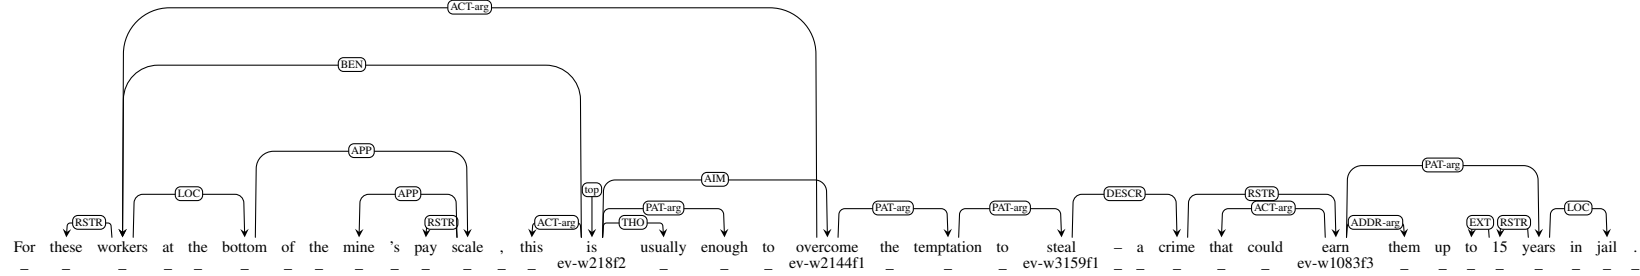 ACT-arg
BEN
APP
top AIM
LOC APP DESCR RSTR PAT-arg LOC
RSTR RSTR ACT-arg THO PAT-arg PAT-arg PAT-arg ACT-arg ADDR-arg EXT RSTR
For these workers at the bottom of the mine 's pay scale , this is usually enough to overcome the temptation to steal – a crime that could earn them up to 15 years in jail .
_ _ _ _ _ _ _ _ _ _ _ _ _ _ ev-w218f2 _ _ _ ev-w2144f1 _ _ _ ev-w3159f1 _ _ _ _ _ ev-w1083f3 _ _ _ _ _ _ _ _